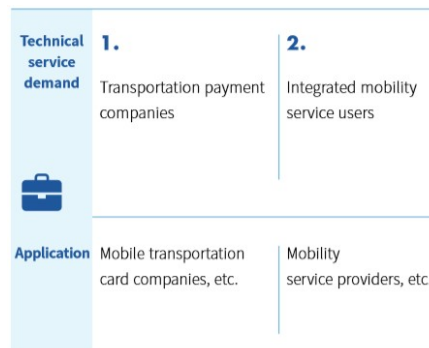 Technical
service
demand
1.
Transportation payment
companies
2.
Integrated mobility
service users
Application
Mobile transportation
card companies, etc.
Mobility
service providers, etc